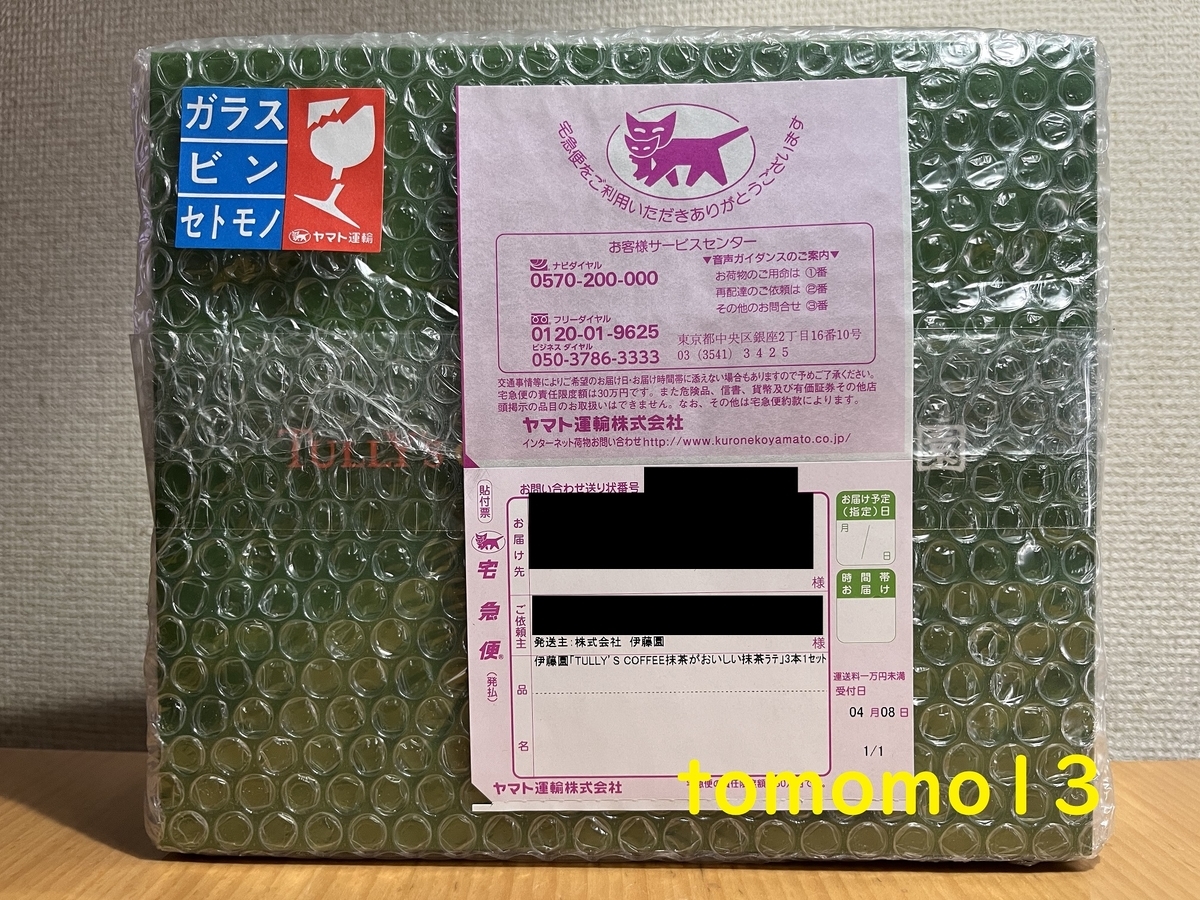 ガラス
ビン
セトモノ
ヤマト運輸
宅急便をご利用いただきありがとうございます
お客様サービスセンター
ナビダイヤル
0570-200-000
フリーダイヤル
0120-01-9625
ビジネスダイヤル
050-3786-3333
▼音声ガイダンスのご案内▼
お荷物のご用命は ①番
再配達のご依頼は ②番
その他のお問合せ ③番
東京都中央区銀座2丁目16番10号
03 (3541) 3425
交通事情等によりご希望のお届け日・お届け時間帯に添えない場合もありますので予めご了承ください。
宅急便の責任限度額は30万円です。また危険品、信書、貨幣及び有価証券その他店
頭掲示の品目のお取扱いはできません。なお、その他は宅急便約款によります。
ヤマト運輸株式会社
インターネット荷物お問い合わせhttp://www.kuronekoyamato.co.jp/
TULLY'S
貼付票
お問い合わせ送り状番号
宅急便
(発払)
お届け先
様
ご依頼主
発送主:株式会社 伊藤園
様
伊藤園「TULLY'S COFFEE抹茶がおいしい抹茶ラテ」3本1セット
品名
お届け予定
(指定)日
月 / 日
時間帯
お届け
運送料一万円未満
受付日
04 月 08 日
1/1
ヤマト運輸株式会社
tomomo13